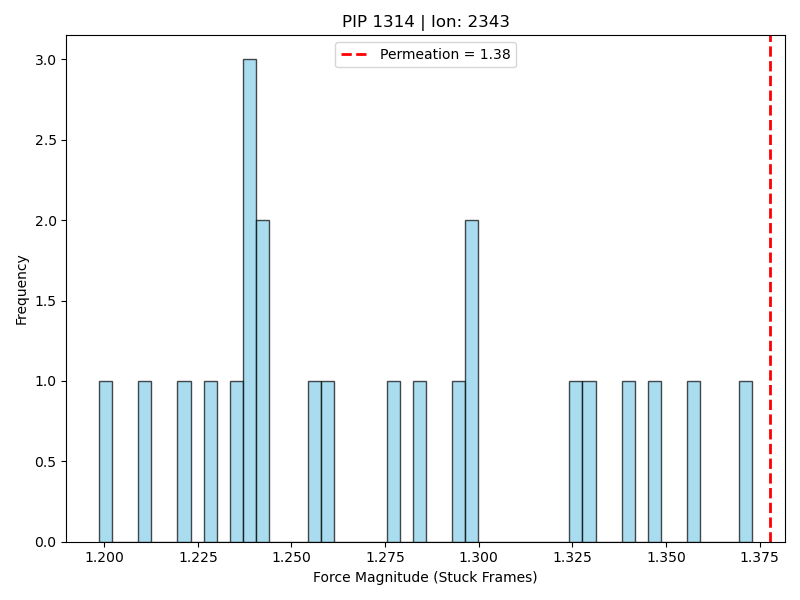 PIP 1314 | Ion: 2343
Permeation = 1.38
3.0
2.5
2.0
1.5
1.0
0.5
0.0
Frequency
1.200 1.225 1.250 1.275 1.300 1.325 1.350 1.375
Force Magnitude (Stuck Frames)